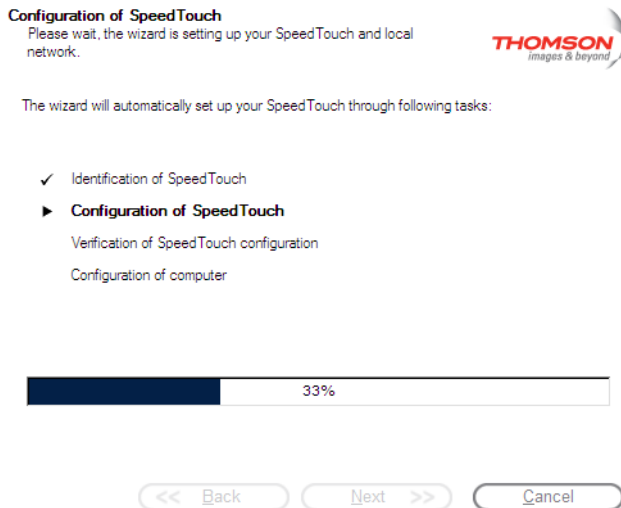 Configuration of SpeedTouch
Please wait, the wizard is setting up your SpeedTouch and local
network.
THOMSON
images & beyond
The wizard will automatically set up your SpeedTouch through following tasks:
Identification of SpeedTouch
Configuration of SpeedTouch
Verification of SpeedTouch configuration
Configuration of computer
33%
<< Back
Next >>
Cancel